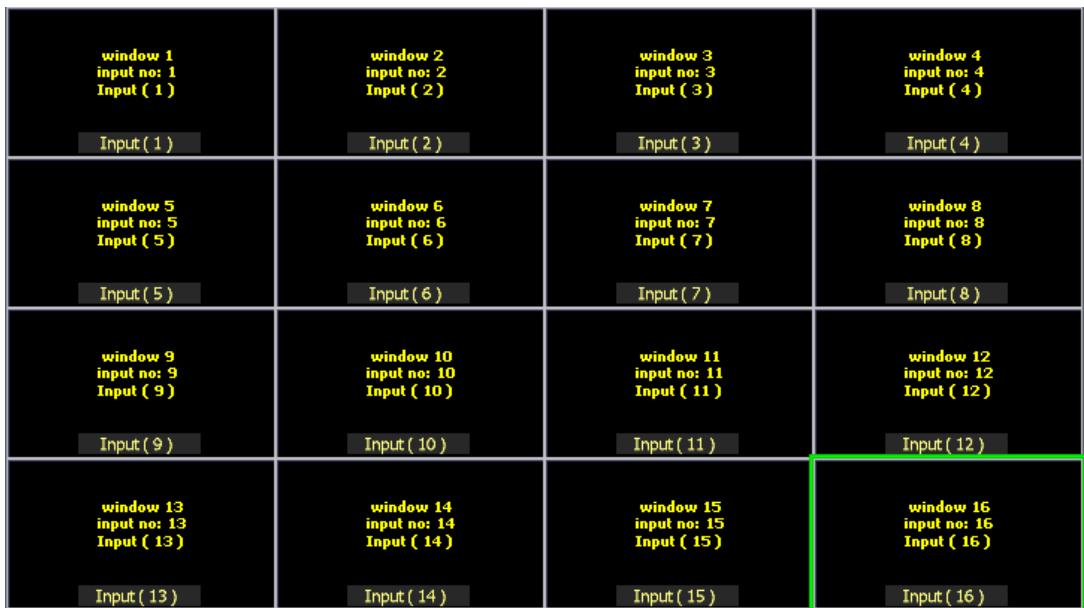 window 1
input no: 1
Input ( 1 )
Input ( 1 )
window 2
input no: 2
Input ( 2 )
Input ( 2 )
window 3
input no: 3
Input ( 3 )
Input ( 3 )
window 4
input no: 4
Input ( 4 )
Input ( 4 )
window 5
input no: 5
Input ( 5 )
Input ( 5 )
window 6
input no: 6
Input ( 6 )
Input ( 6 )
window 7
input no: 7
Input ( 7 )
Input ( 7 )
window 8
input no: 8
Input ( 8 )
Input ( 8 )
window 9
input no: 9
Input ( 9 )
Input ( 9 )
window 10
input no: 10
Input ( 10 )
Input ( 10 )
window 11
input no: 11
Input ( 11 )
Input ( 11 )
window 12
input no: 12
Input ( 12 )
Input ( 12 )
window 13
input no: 13
Input ( 13 )
Input ( 13 )
window 14
input no: 14
Input ( 14 )
Input ( 14 )
window 15
input no: 15
Input ( 15 )
Input ( 15 )
window 16
input no: 16
Input ( 16 )
Input ( 16 )